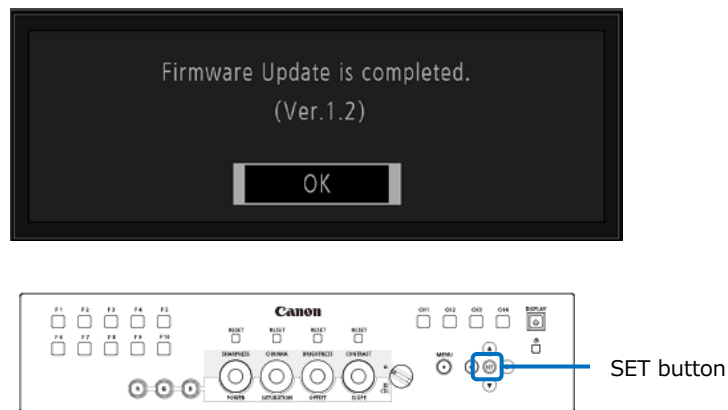 Firmware Update is completed.
(Ver.1.2)
OK
F1 F2 F3 F4 F5
Canon
CH1 CH2 CH3 CH4 DISPLAY
RESET RESET RESET RESET
F6 F7 F8 F9 F10
SHARPNESS CHROMA BRIGHTNESS CONTRAST
MENU
SET
SET button
R G B
POWER SATURATION OFFSET SLOPE